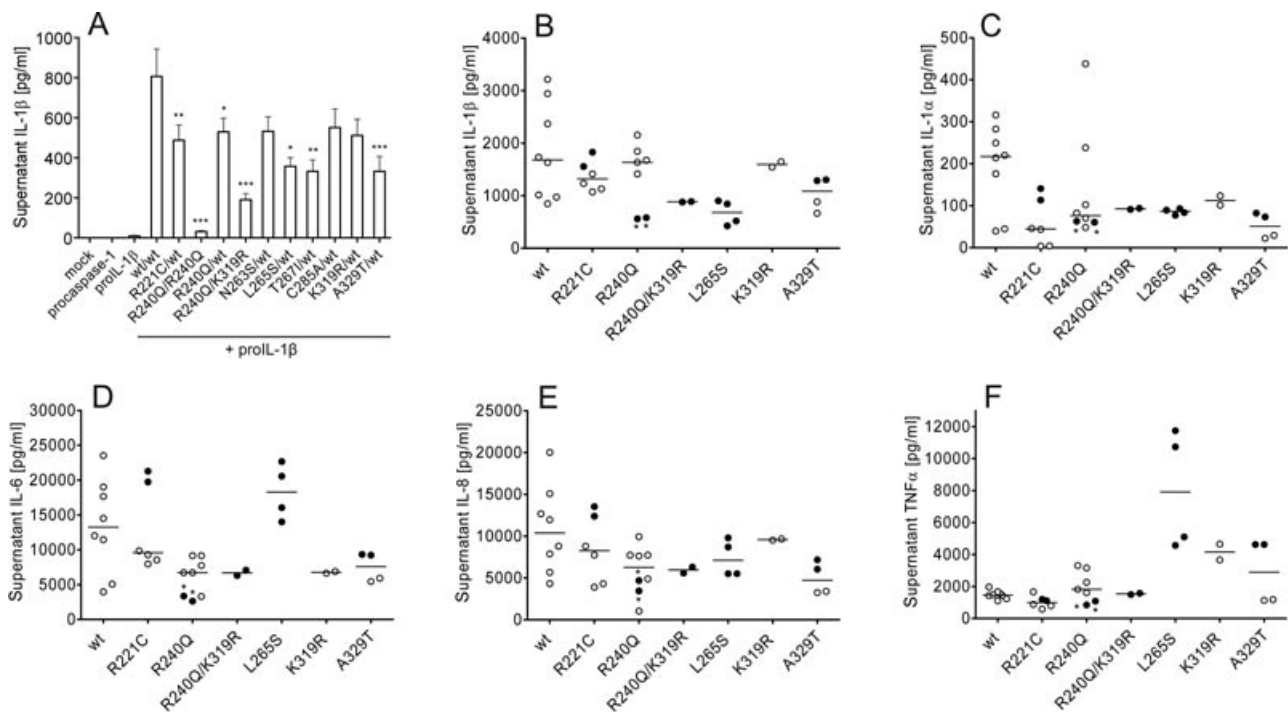 A
Supernatant IL-1β [pg/ml]
1000
800
600
400
200
0
**
***
*
***
*
**
***
mock
procaspase-1
proIL-1β
wt/wt
R221C/wt
R240Q/R240Q
R240Q/wt
R240Q/K319R
N263S/wt
L265S/wt
T267I/wt
C285A/wt
K319R/wt
A329T/wt
+ proIL-1β
B
Supernatant IL-1β [pg/ml]
4000
3000
2000
1000
0
* *
wt
R221C
R240Q
R240Q/K319R
L265S
K319R
A329T
C
Supernatant IL-1α [pg/ml]
500
400
300
200
100
0
* *
wt
R221C
R240Q
R240Q/K319R
L265S
K319R
A329T
D
Supernatant IL-6 [pg/ml]
30000
25000
20000
15000
10000
5000
0
* *
wt
R221C
R240Q
R240Q/K319R
L265S
K319R
A329T
E
Supernatant IL-8 [pg/ml]
25000
20000
15000
10000
5000
0
*
*
wt
R221C
R240Q
R240Q/K319R
L265S
K319R
A329T
F
Supernatant TNFα [pg/ml]
12000
10000
8000
6000
4000
2000
0
* *
wt
R221C
R240Q
R240Q/K319R
L265S
K319R
A329T